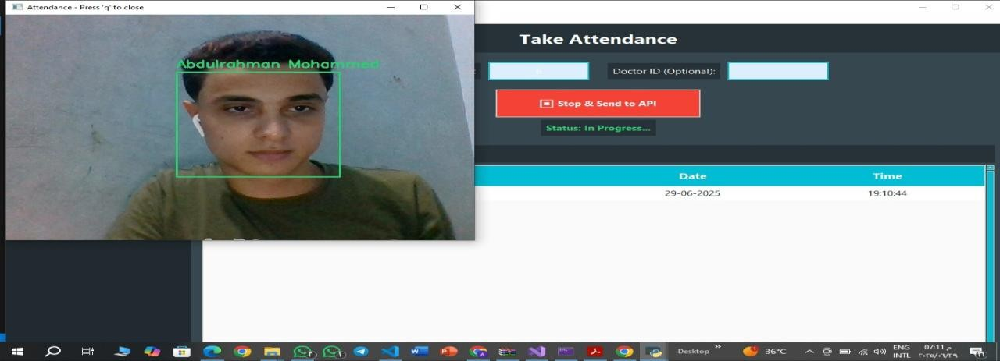 Attendance - Press 'q' to close
Take Attendance
Abdulrahman Mohammed
:
6
Doctor ID (Optional):
Stop & Send to API
Status: In Progress...
Date
Time
29-06-2025
19:10:44
Desktop
36°C
ENG
INTL
07:11 م
٢٠٢٥/٠٦/٢٩